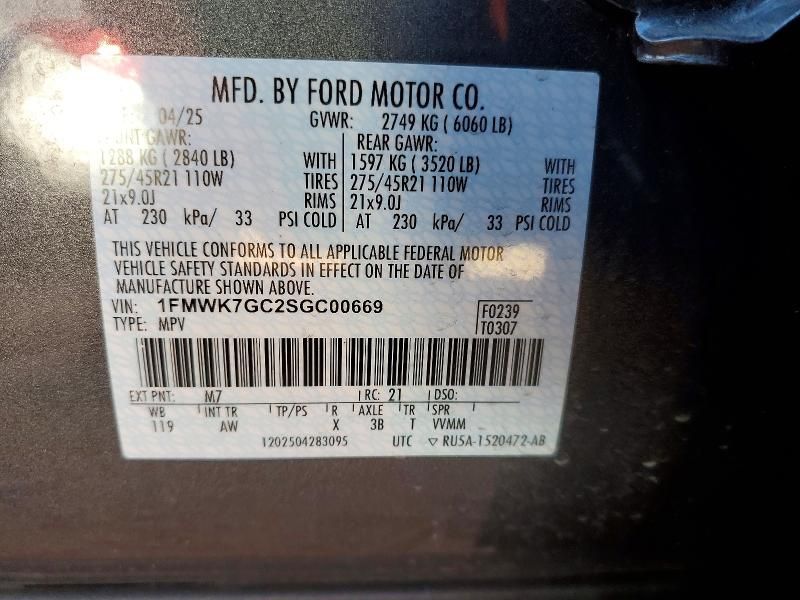 MFD. BY FORD MOTOR CO.
04/25 GVWR: 2749 KG ( 6060 LB)
FRONT GAWR: REAR GAWR:
1288 KG ( 2840 LB) WITH 1597 KG ( 3520 LB) WITH
275/45R21 110W TIRES 275/45R21 110W TIRES
21x9.0J RIMS 21x9.0J RIMS
AT 230 kPa/ 33 PSI COLD AT 230 kPa/ 33 PSI COLD
THIS VEHICLE CONFORMS TO ALL APPLICABLE FEDERAL MOTOR
VEHICLE SAFETY STANDARDS IN EFFECT ON THE DATE OF
MANUFACTURE SHOWN ABOVE.
VIN: 1FMWK7GC2SGC00669 F0239
TYPE: MPV T0307
EXT PNT: M7 RC: 21 DSO:
WB INT TR TP/PS R AXLE TR SPR
119 AW X 3B T VVMM
1202504283095 UTC ▽ RU5A-1520472-AB